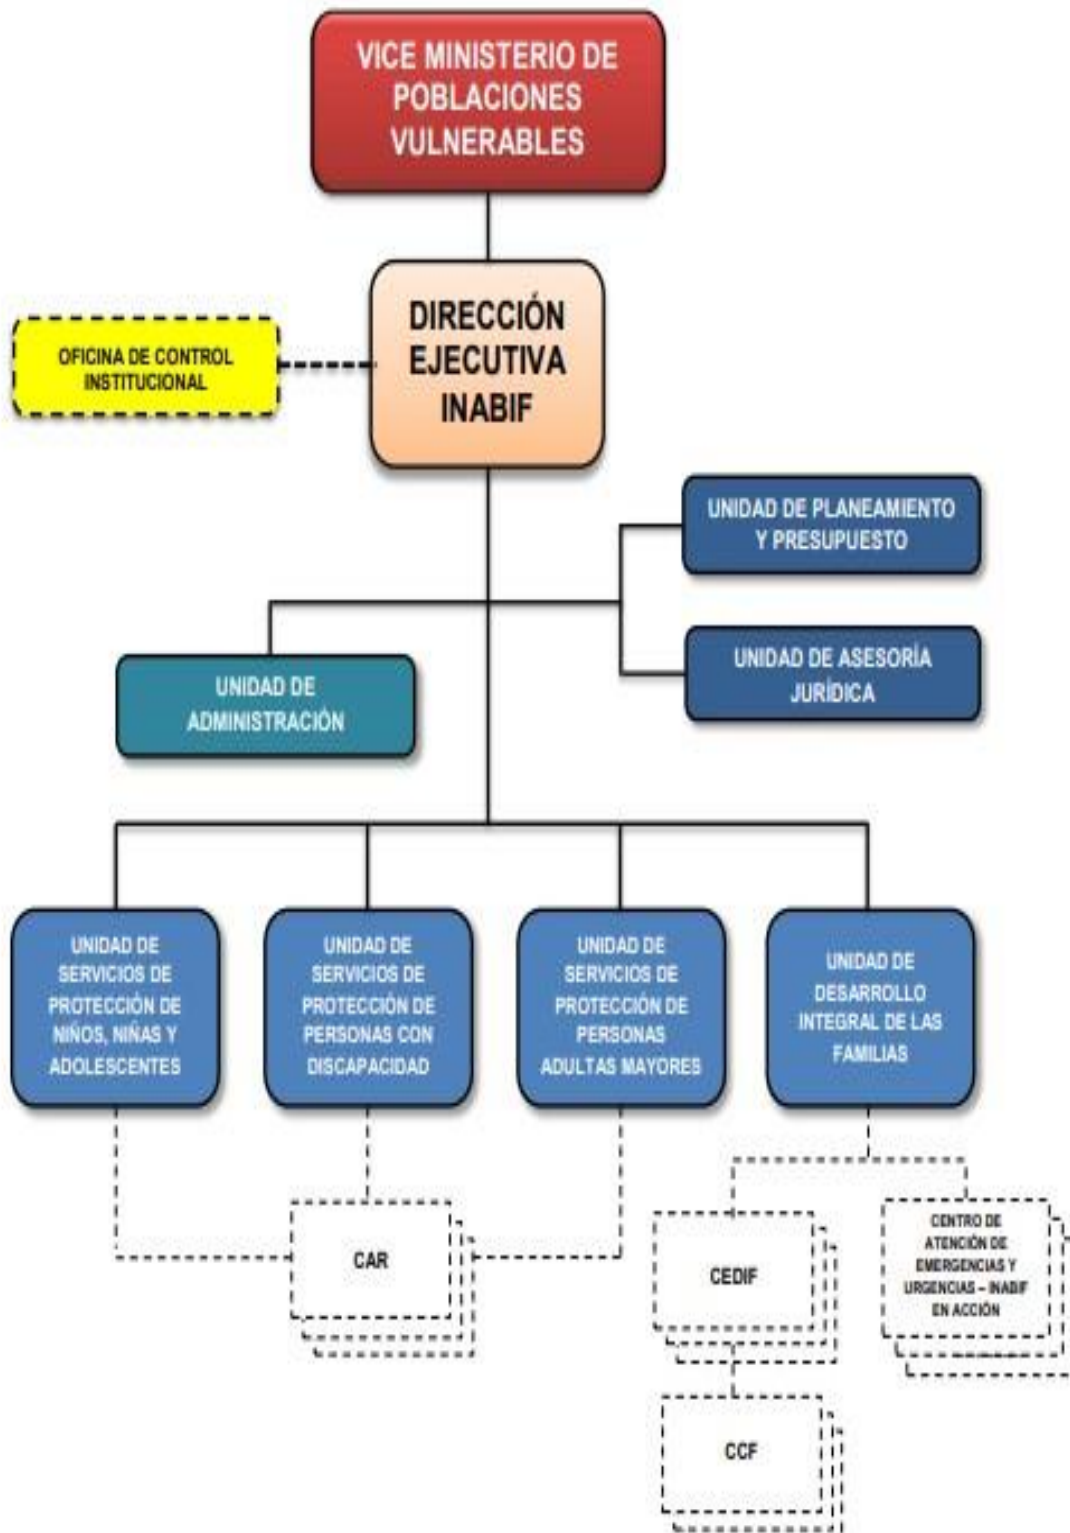 VICE MINISTERIO DE
POBLACIONES
VULNERABLES
DIRECCIÓN
EJECUTIVA
INABIF
OFICINA DE CONTROL
INSTITUCIONAL
UNIDAD DE PLANEAMIENTO
Y PRESUPUESTO
UNIDAD DE ASESORÍA
JURÍDICA
UNIDAD DE
ADMINISTRACIÓN
UNIDAD DE
SERVICIOS DE
PROTECCIÓN DE
NIÑOS, NIÑAS Y
ADOLESCENTES
UNIDAD DE
SERVICIOS DE
PROTECCIÓN DE
PERSONAS CON
DISCAPACIDAD
UNIDAD DE
SERVICIOS DE
PROTECCIÓN DE
PERSONAS
ADULTAS MAYORES
UNIDAD DE
DESARROLLO
INTEGRAL DE LAS
FAMILIAS
CAR
CEDIF
CENTRO DE
ATENCIÓN DE
EMERGENCIAS Y
URGENCIAS – INABIF
EN ACCIÓN
CCF